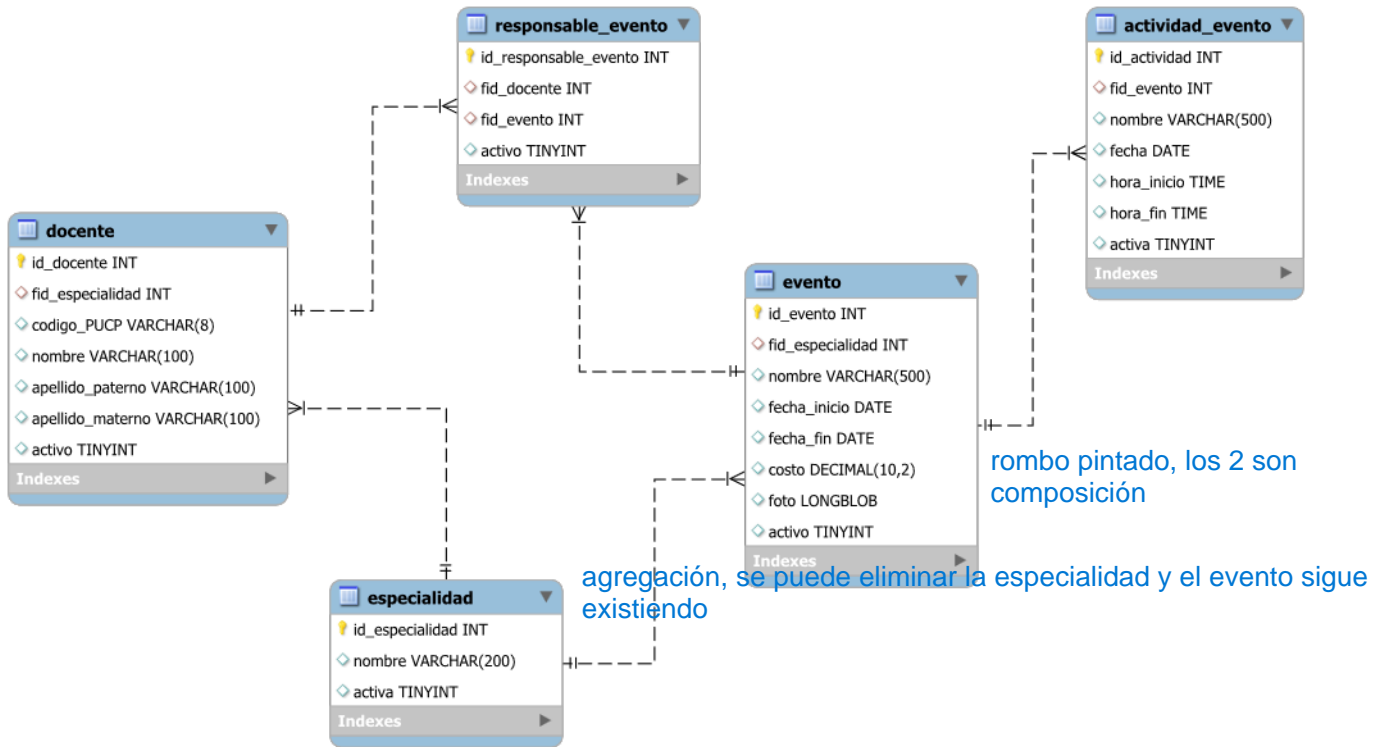 responsable_evento
id_responsable_evento INT
fid_docente INT
fid_evento INT
activo TINYINT
Indexes
actividad_evento
id_actividad INT
fid_evento INT
nombre VARCHAR(500)
fecha DATE
hora_inicio TIME
hora_fin TIME
activa TINYINT
Indexes
docente
id_docente INT
fid_especialidad INT
codigo_PUCP VARCHAR(8)
nombre VARCHAR(100)
apellido_paterno VARCHAR(100)
apellido_materno VARCHAR(100)
activo TINYINT
Indexes
evento
id_evento INT
fid_especialidad INT
nombre VARCHAR(500)
fecha_inicio DATE
fecha_fin DATE
costo DECIMAL(10,2)
foto LONGBLOB
activo TINYINT
Indexes
rombo pintado, los 2 son
composición
agregación, se puede eliminar la especialidad y el evento sigue
existiendo
especialidad
id_especialidad INT
nombre VARCHAR(200)
activa TINYINT
Indexes